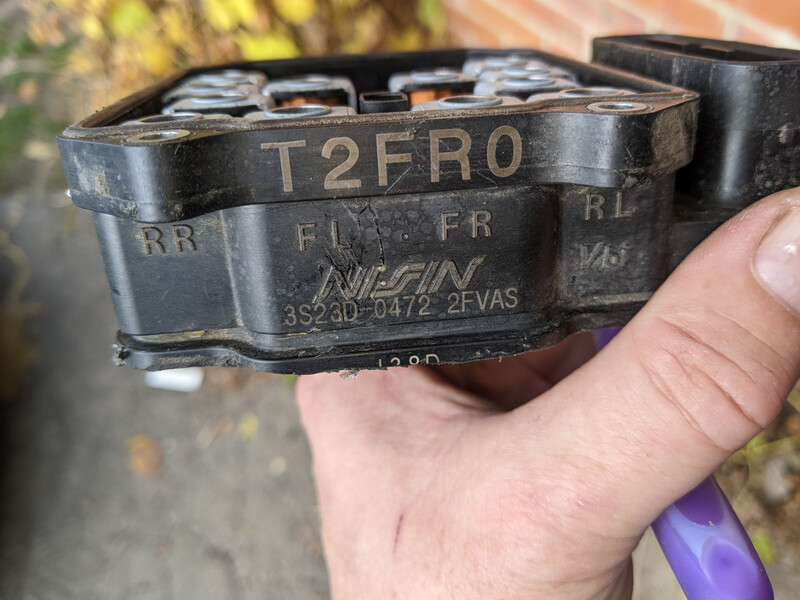 T2FR0
RR FL FR RL
NISSIN
3S23D-0472 2FVAS